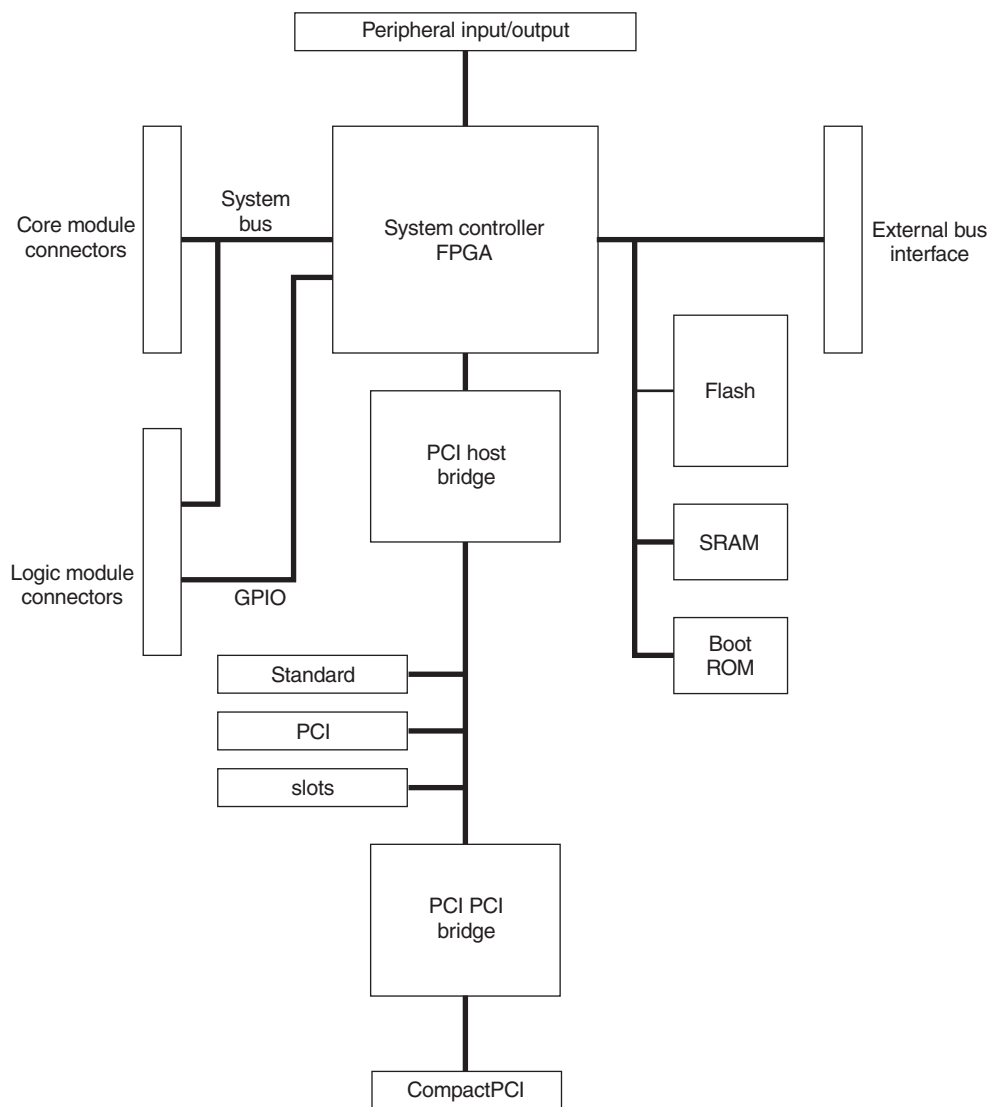 Peripheral input/output
System
bus
Core module
connectors
System controller
FPGA
External bus
interface
Flash
PCI host
bridge
SRAM
Logic module
connectors
GPIO
Boot
ROM
Standard
PCI
slots
PCI PCI
bridge
CompactPCI